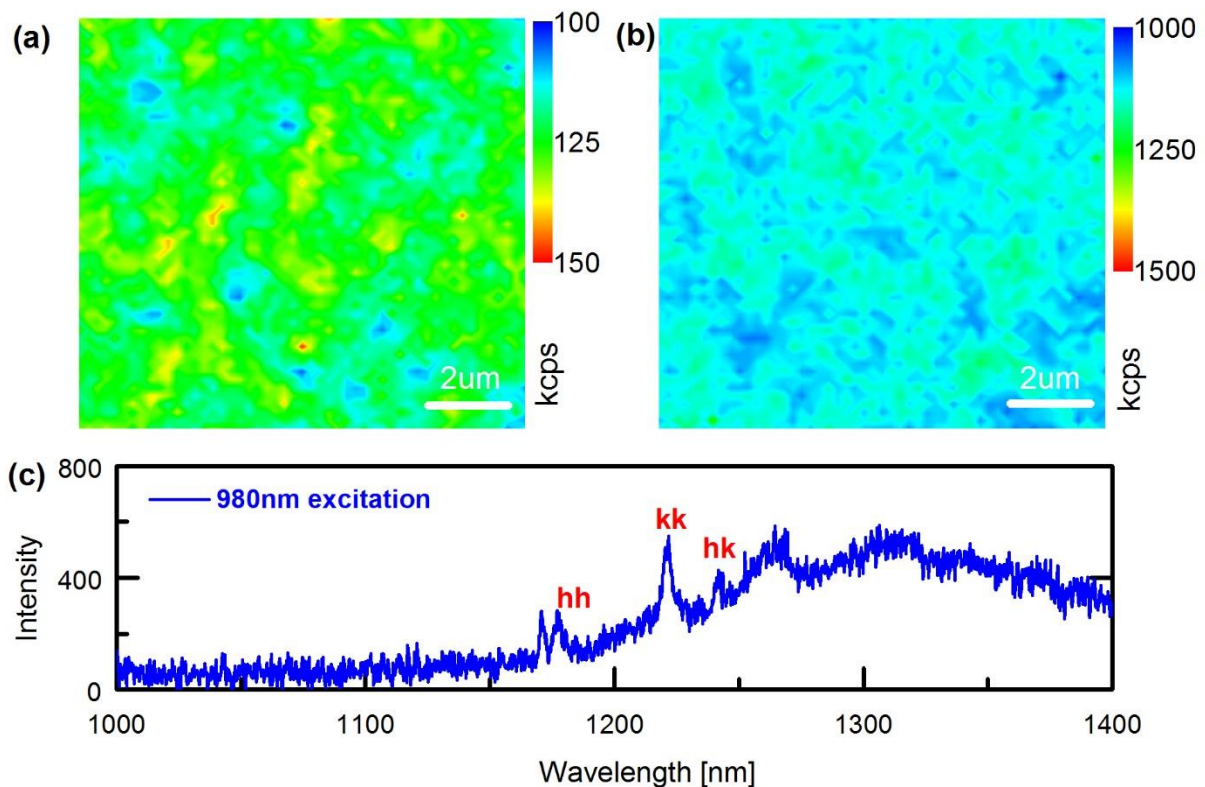 (a)
100
125
150
kcps
2um
(b)
1000
1250
1500
kcps
2um
(c)
800
400
0
Intensity
980nm excitation
hh
kk
hk
1000
1100
1200
1300
1400
Wavelength [nm]